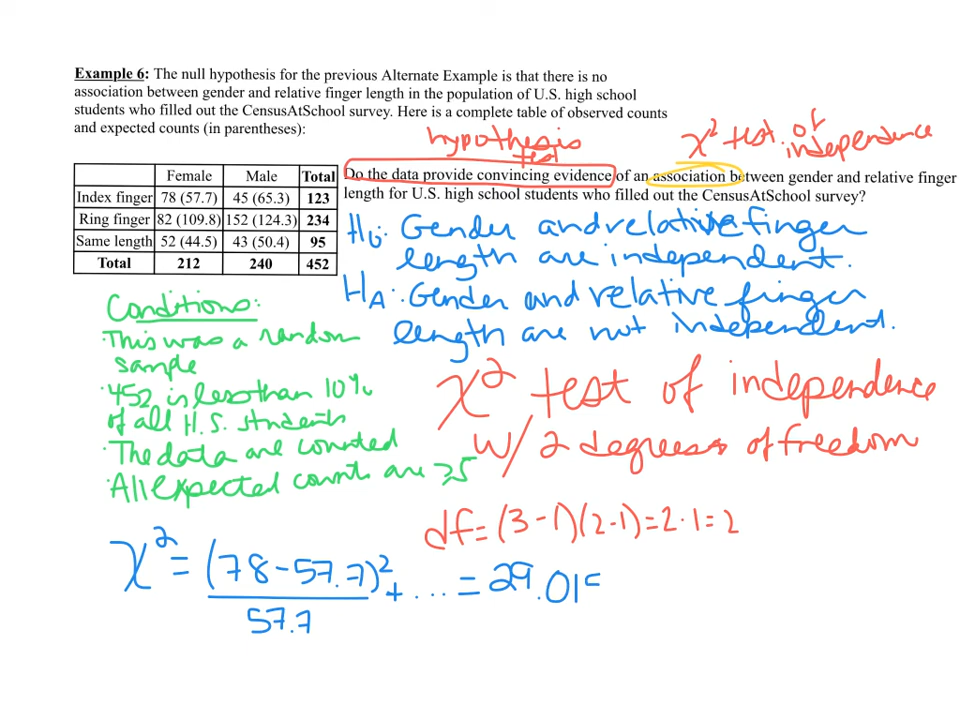 Example 6: The null hypothesis for the previous Alternate Example is that there is no
association between gender and relative finger length in the population of U.S. high school
students who filled out the CensusAtSchool survey. Here is a complete table of observed counts
and expected counts (in parentheses):
hypothesis
test
χ² test of
independence
Female Male Total
Index finger 78 (57.7) 45 (65.3) 123
Ring finger 82 (109.8) 152 (124.3) 234
Same length 52 (44.5) 43 (50.4) 95
Total 212 240 452
Do the data provide convincing evidence of an association between gender and relative finger
length for U.S. high school students who filled out the CensusAtSchool survey?
H₀: Gender and relative finger
length are independent.
H_A: Gender and relative finger
length are not independent.
Conditions:
· This was a random
sample
· 452 is less than 10%
of all H.S. students
· The data are counted
· All expected counts are ≥5
χ² test of independence
w/ 2 degrees of freedom
df = (3-1)(2-1) = 2·1 = 2
χ² = (78-57.7)² + ... = 29.015
57.7